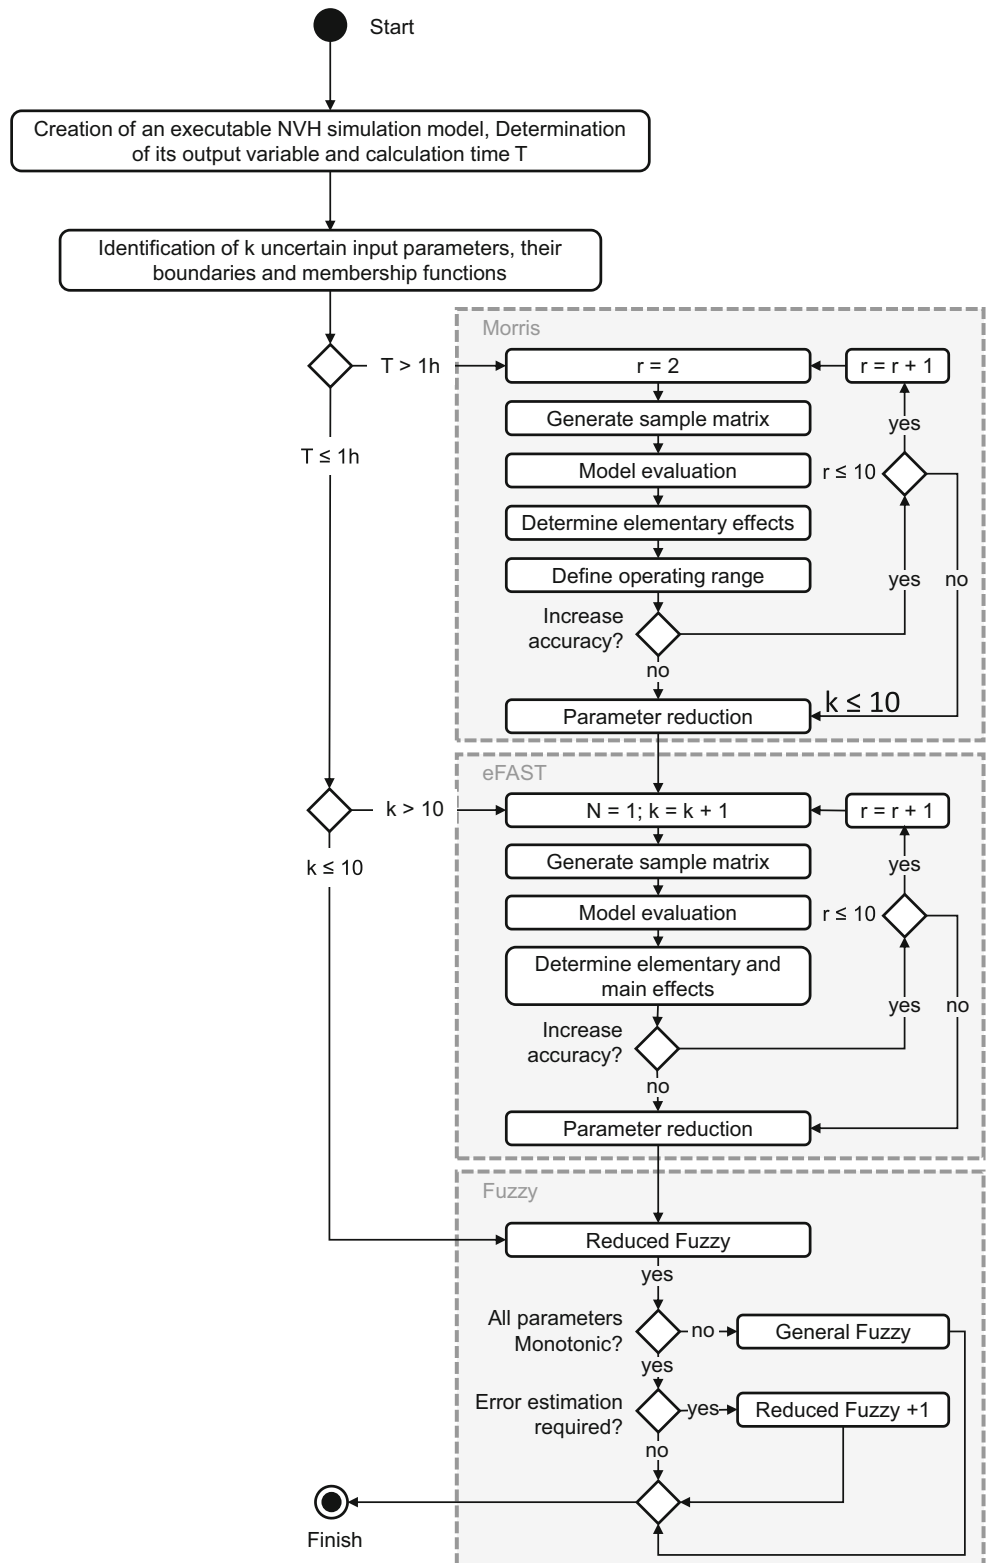 Start
Creation of an executable NVH simulation model, Determination
of its output variable and calculation time T
Identification of k uncertain input parameters, their
boundaries and membership functions
Morris
T > 1h
r = 2
r = r + 1
Generate sample matrix
yes
T ≤ 1h
Model evaluation
r ≤ 10
Determine elementary effects
Define operating range
yes
no
Increase
accuracy?
no
k ≤ 10
Parameter reduction
eFAST
k > 10
N = 1; k = k + 1
r = r + 1
k ≤ 10
Generate sample matrix
yes
Model evaluation
r ≤ 10
Determine elementary and
main effects
yes
no
Increase
accuracy?
no
Parameter reduction
Fuzzy
Reduced Fuzzy
yes
All parameters
Monotonic?
no
General Fuzzy
yes
Error estimation
required?
yes
Reduced Fuzzy +1
no
Finish